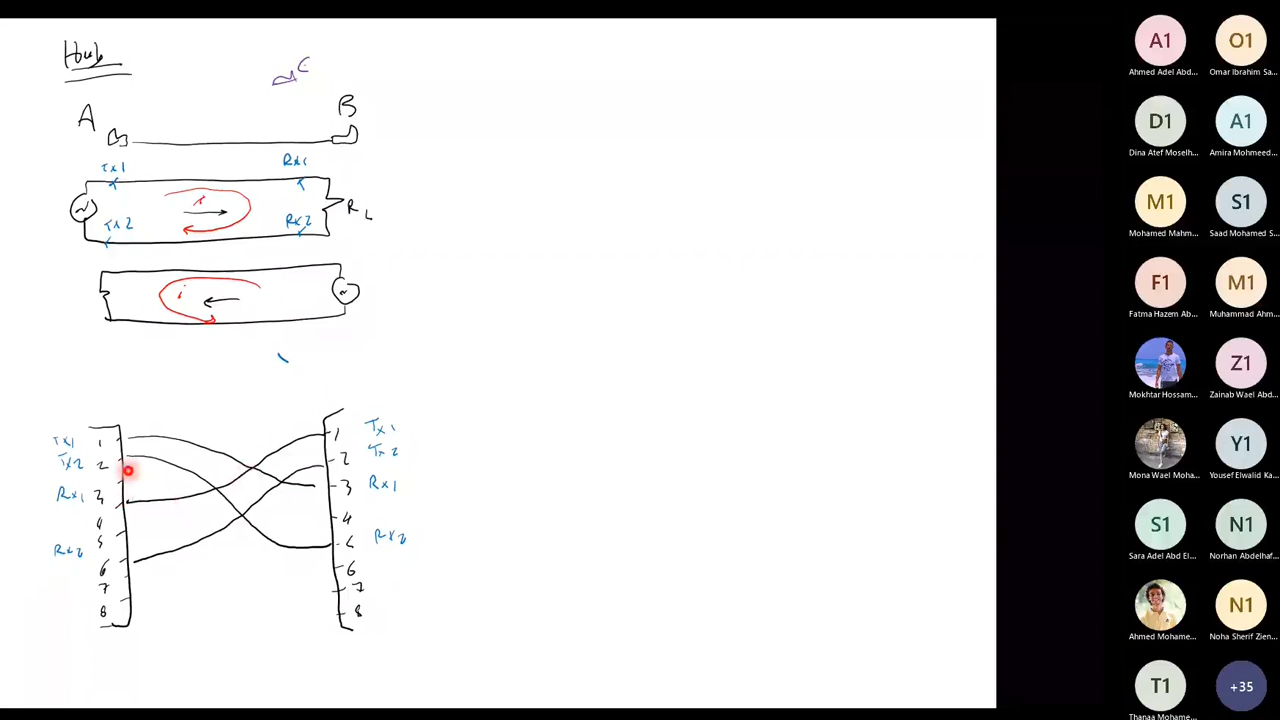 Hub
A
B
Tx1
Rx1
i
RL
Tx2
Rx2
i
Tx1 1
Tx2 2
Rx1 3
4
5
Rx2 6
7
8
1 Tx1
2 Tx2
3 Rx1
4
Rx2
6
7
8
A1
Ahmed Adel Abd...
O1
Omar Ibrahim Sa...
D1
Dina Atef Moselh...
A1
Amira Mohmeed...
M1
Mohamed Mahm...
S1
Saad Mohamed S...
F1
Fatma Hazem Ab...
M1
Muhammad Ahm...
Mokhtar Hossam...
Z1
Zainab Wael Abd...
Mona Wael Moha...
Y1
Yousef Elwalid Ka...
S1
Sara Adel Abd El...
N1
Norhan Abdelhaf...
Ahmed Mohame...
N1
Noha Sherif Zien...
T1
Thanaa Mohame...
+35